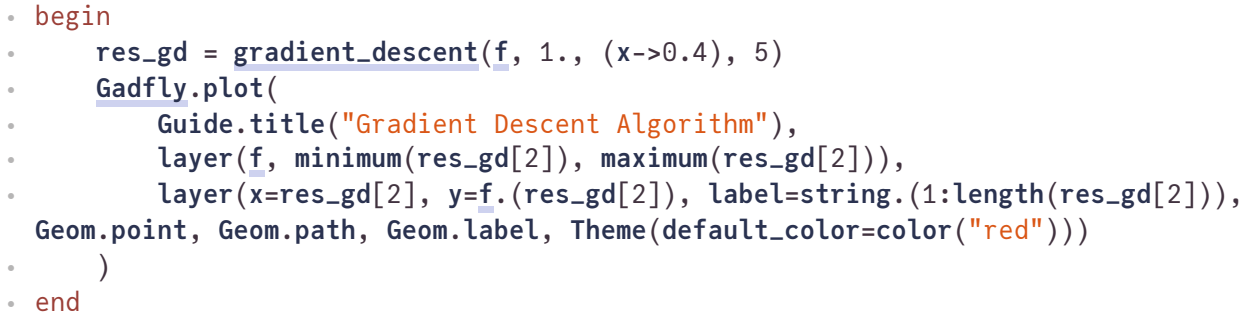 begin
    res_gd = gradient_descent(f, 1., (x->0.4), 5)
    Gadfly.plot(
        Guide.title("Gradient Descent Algorithm"),
        layer(f, minimum(res_gd[2]), maximum(res_gd[2])),
        layer(x=res_gd[2], y=f.(res_gd[2]), label=string.(1:length(res_gd[2])),
Geom.point, Geom.path, Geom.label, Theme(default_color=color("red")))
    )
end